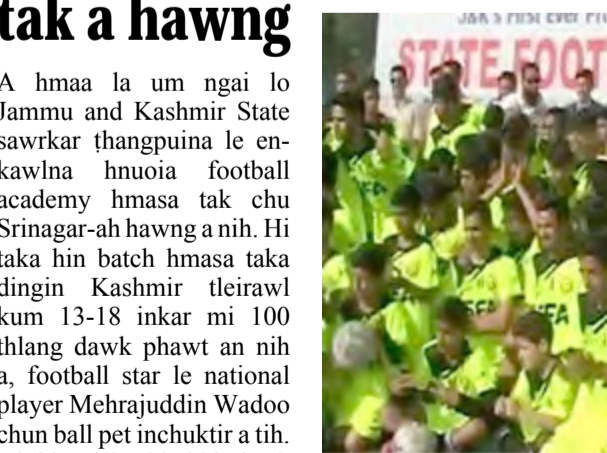 tak a hawng
A hmaa la um ngai lo
Jammu and Kashmir State
sawrkar ṭhangpuina le en-
kawlna hnuoia football
academy hmasa tak chu
Srinagar-ah hawng a nih. Hi
taka hin batch hmasa taka
dingin Kashmir tleirawl
kum 13-18 inkar mi 100
thlang dawk phawt an nih
a, football star le national
player Mehrajuddin Wadoo
chun ball pet inchuktir a tih.
J&K's First Ever
STATE FOOT
SFA